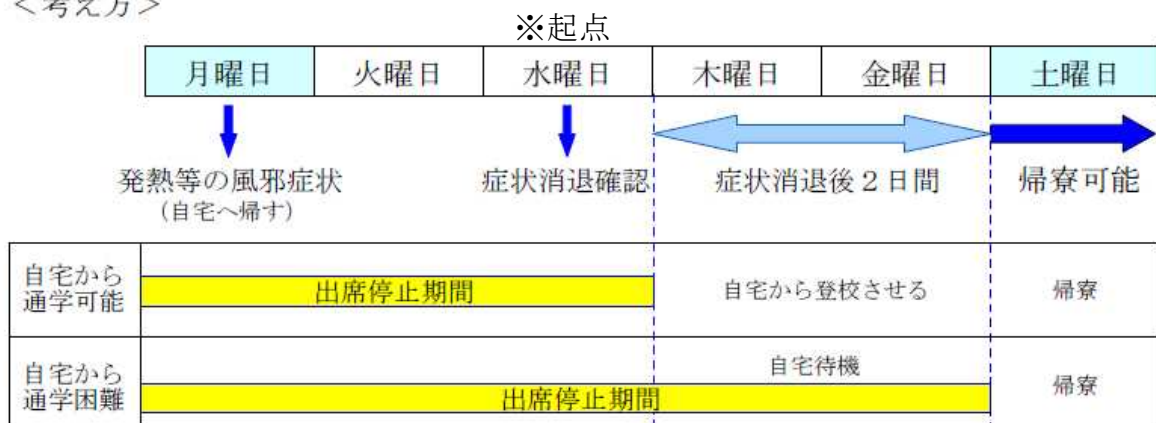 ＜考え方＞
※起点
月曜日 火曜日 水曜日 木曜日 金曜日 土曜日
発熱等の風邪症状 症状消退確認 症状消退後２日間 帰寮可能
(自宅へ帰す)
自宅から
通学可能
出席停止期間 自宅から登校させる 帰寮
自宅待機
自宅から
通学困難
出席停止期間 帰寮